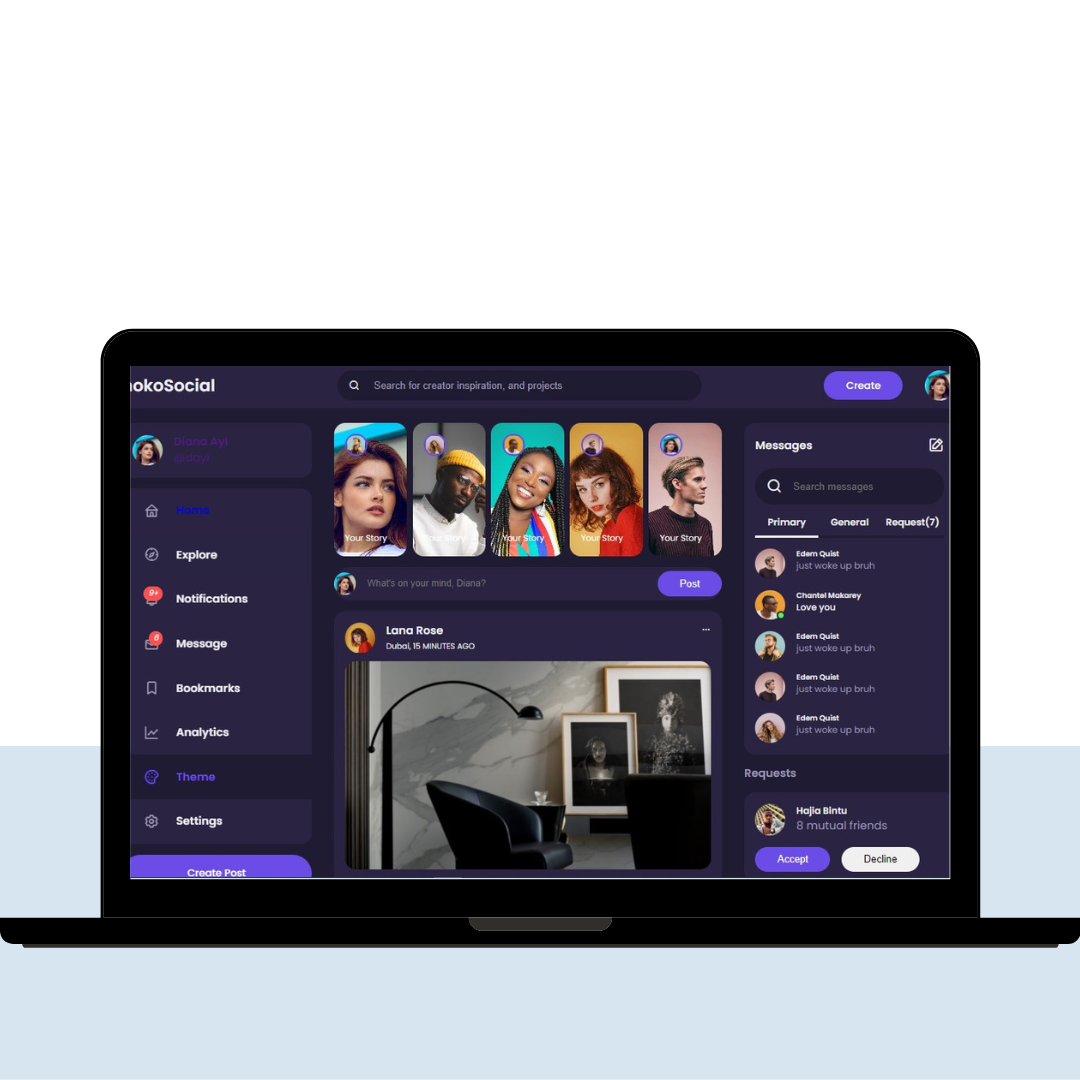 okoSocial
Search for creator inspiration, and projects
Create
Diana Ayi
@dayi
Home
Explore
9+
Notifications
6
Message
Bookmarks
Analytics
Theme
Settings
Create Post
Your Story
Your Story
Your Story
Your Story
Your Story
What's on your mind, Diana?
Post
Lana Rose
...
Dubai, 15 MINUTES AGO
Messages
Search messages
Primary General Request(7)
Edem Quist
just woke up bruh
Chantel Makarey
Love you
Edem Quist
just woke up bruh
Edem Quist
just woke up bruh
Edem Quist
just woke up bruh
Requests
Hajia Bintu
8 mutual friends
Accept Decline